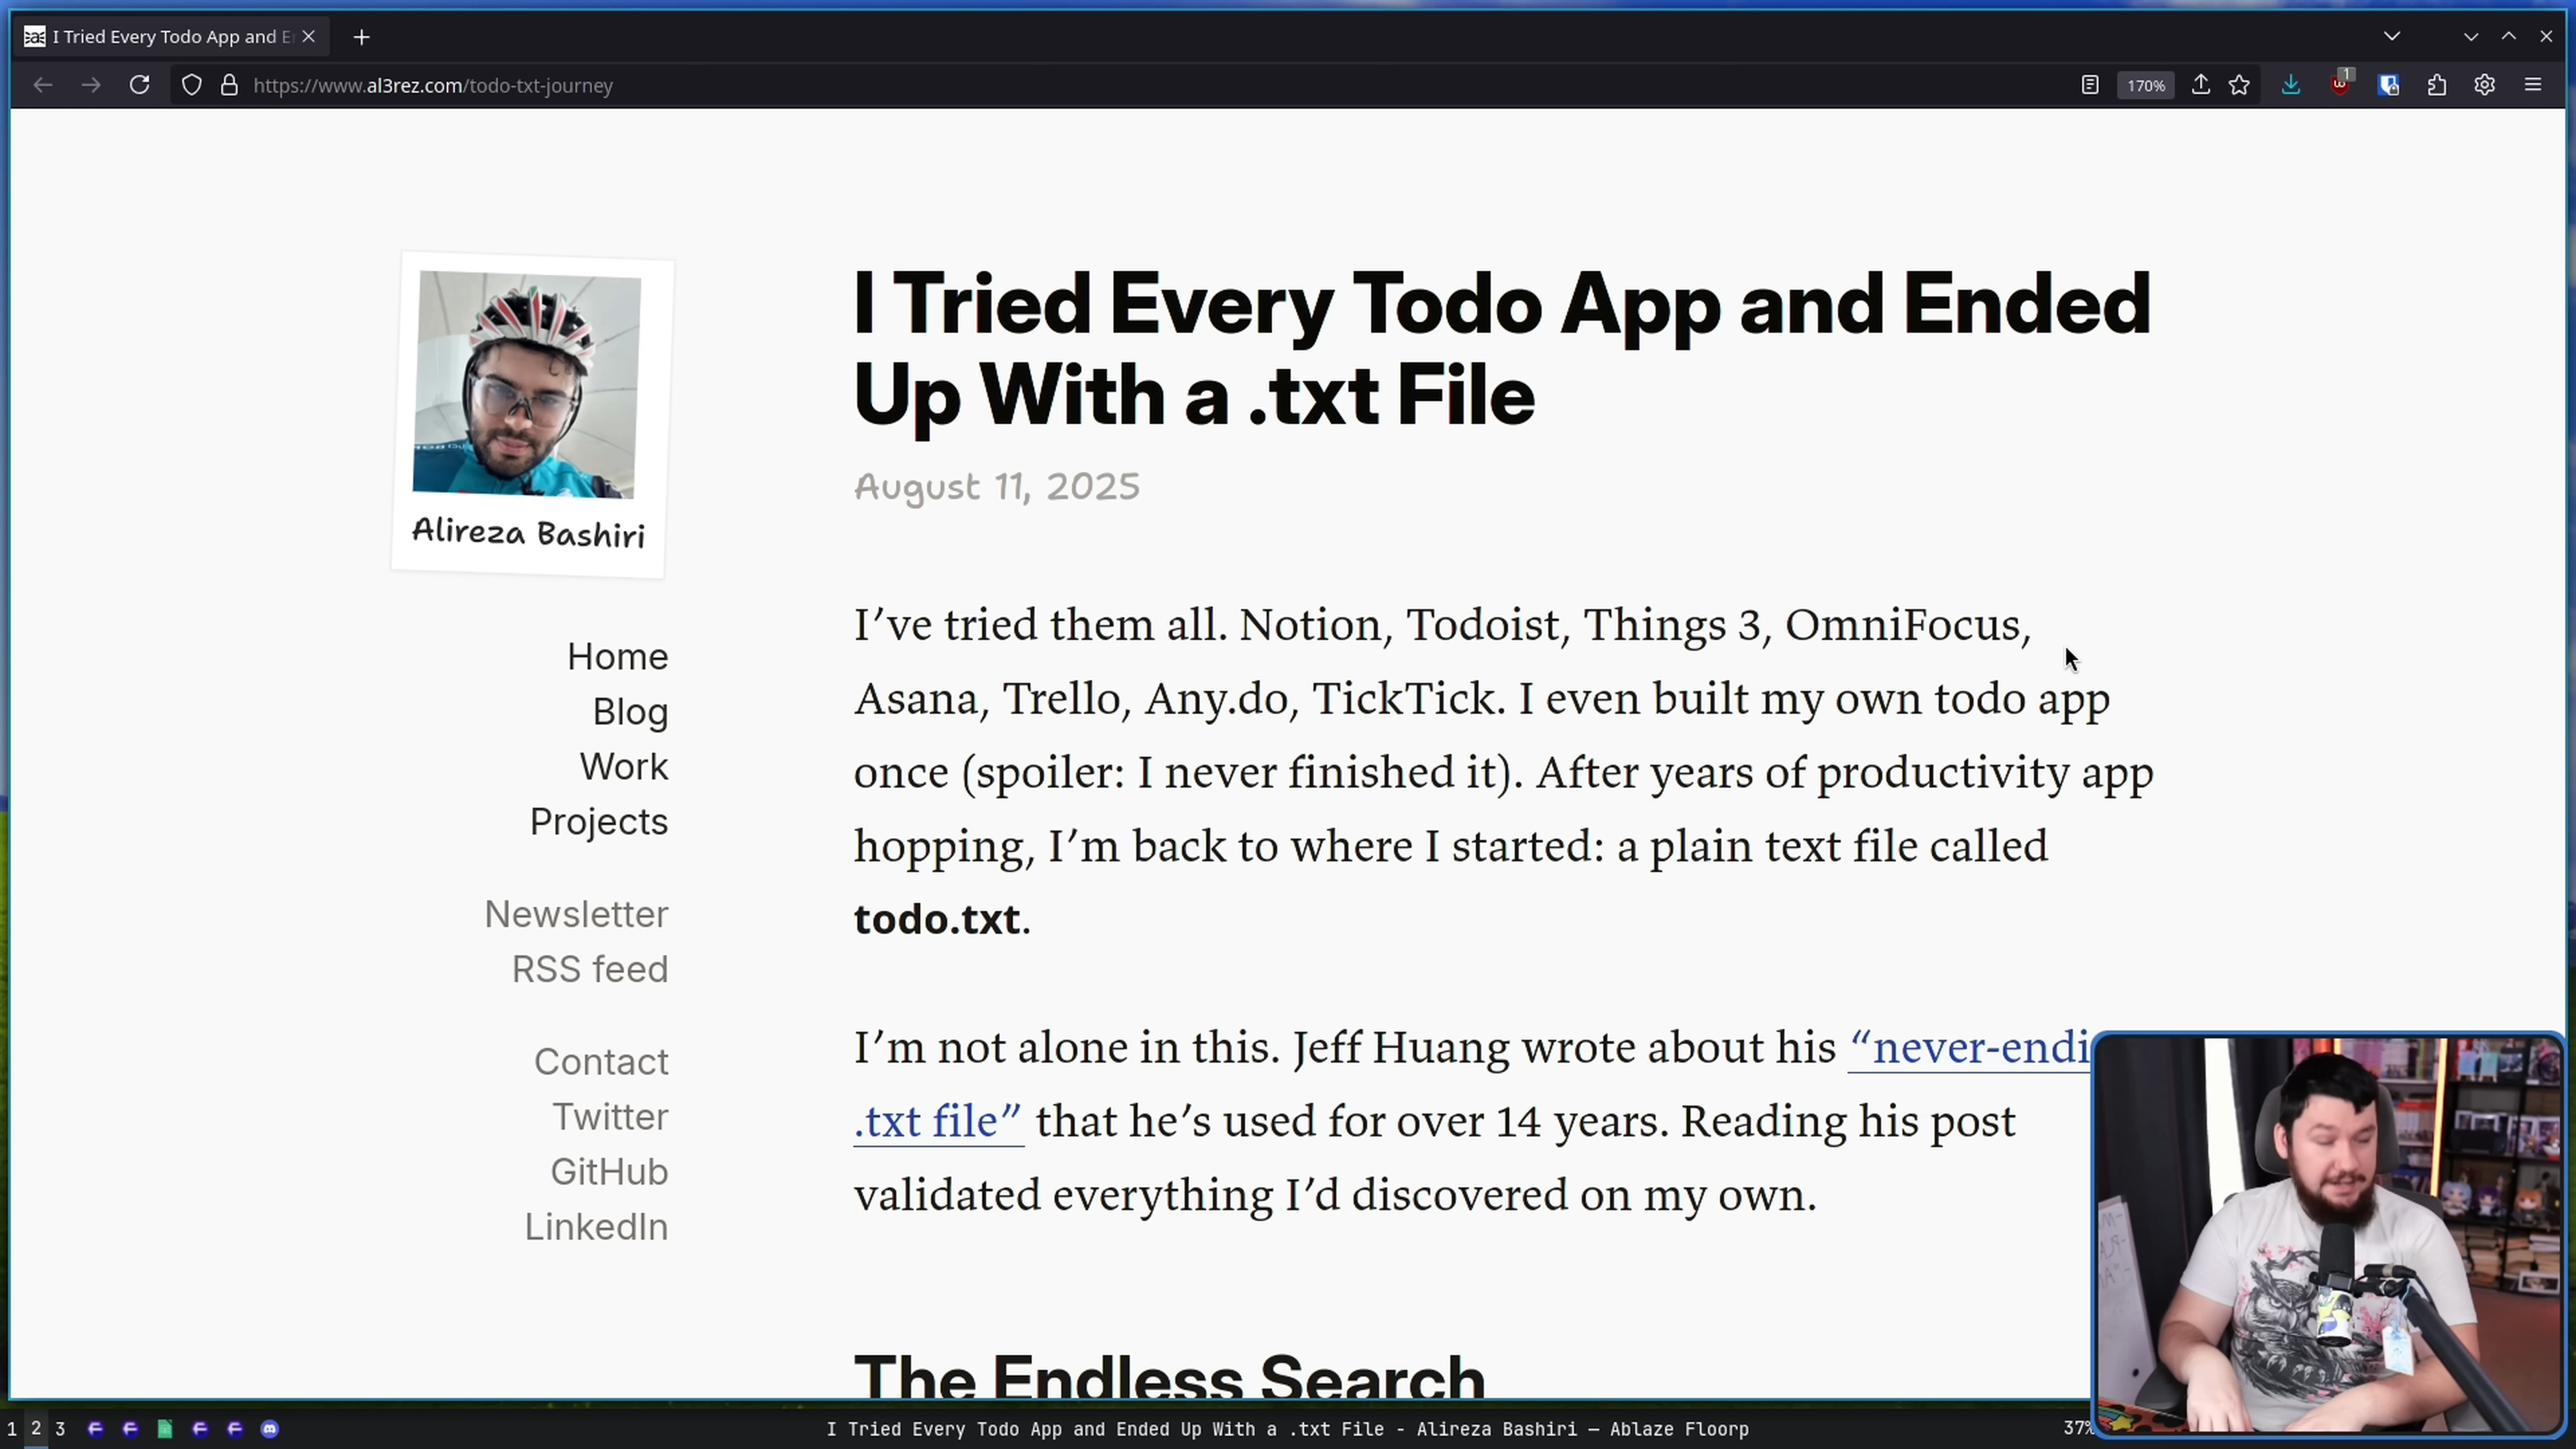 I Tried Every Todo App and E
https://www.al3rez.com/todo-txt-journey
170%
1
Alireza Bashiri
Home
Blog
Work
Projects
Newsletter
RSS feed
Contact
Twitter
GitHub
LinkedIn
I Tried Every Todo App and Ended
Up With a .txt File
August 11, 2025
I’ve tried them all. Notion, Todoist, Things 3, OmniFocus,
Asana, Trello, Any.do, TickTick. I even built my own todo app
once (spoiler: I never finished it). After years of productivity app
hopping, I’m back to where I started: a plain text file called
todo.txt.
I’m not alone in this. Jeff Huang wrote about his “never-endi
.txt file” that he’s used for over 14 years. Reading his post
validated everything I’d discovered on my own.
The Endless Search
1 2 3
I Tried Every Todo App and Ended Up With a .txt File - Alireza Bashiri — Ablaze Floorp
37%